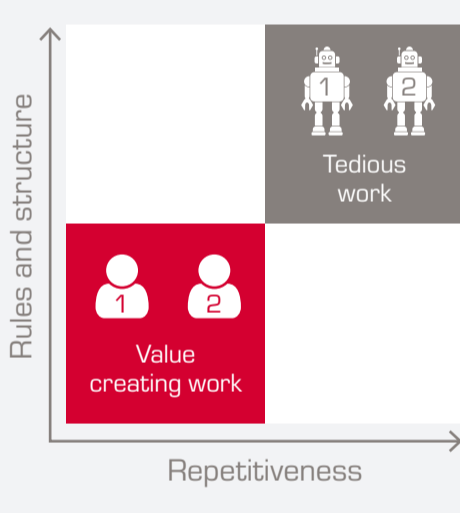 Rules and structure
1 2
Tedious
work
1 2
Value
creating work
Repetitiveness